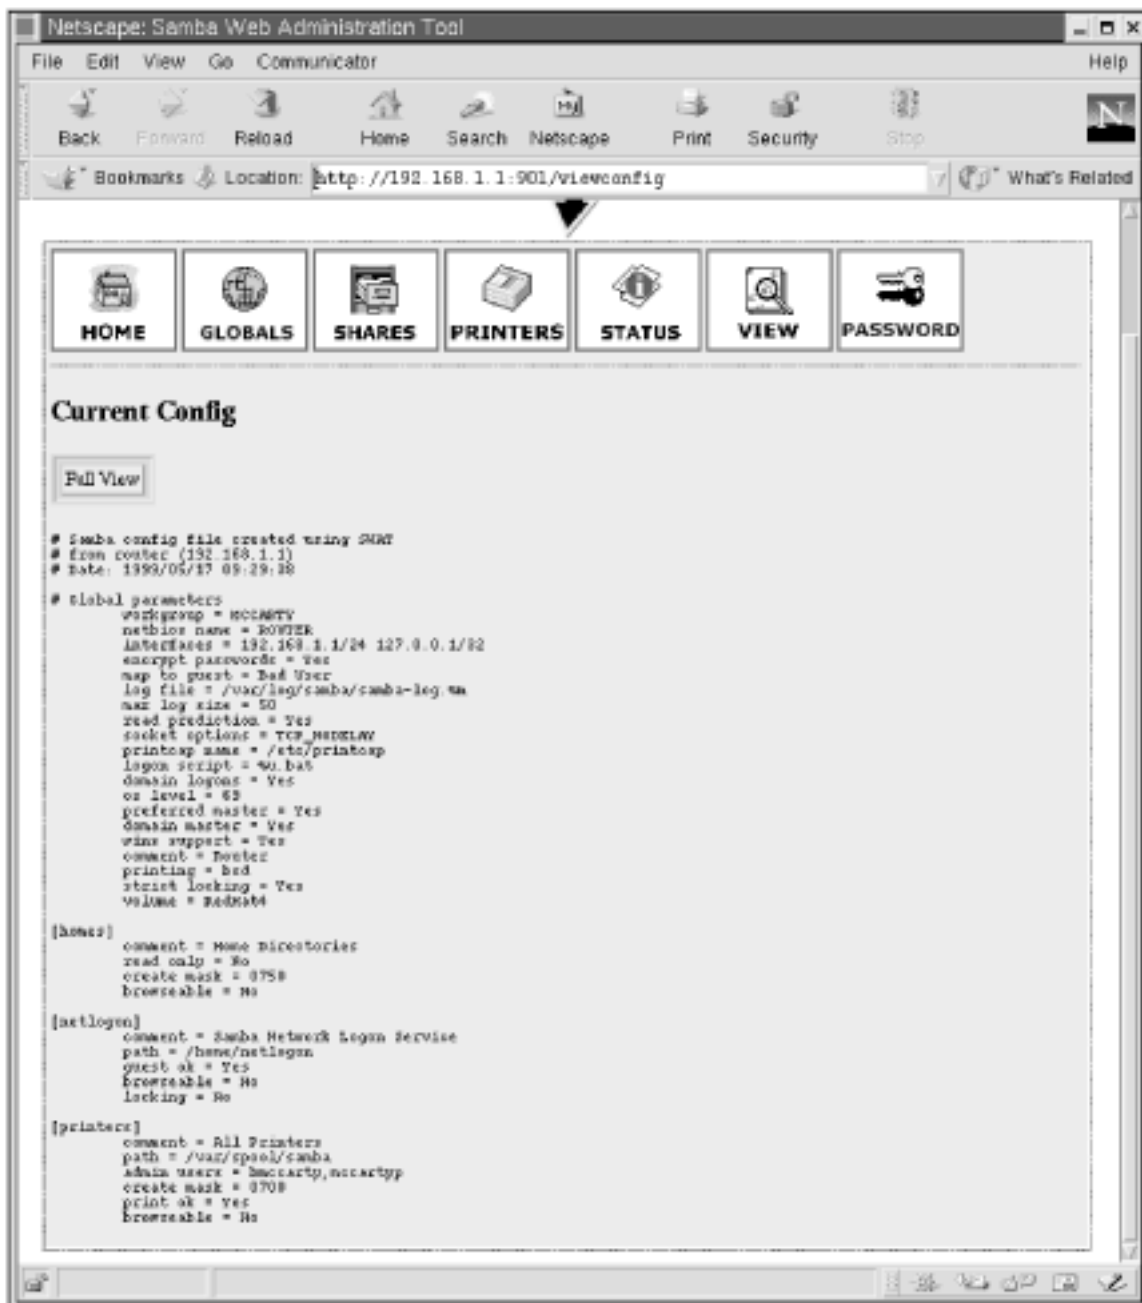 Netscape: Samba Web Administration Tool
File Edit View Go Communicator Help
Back Forward Reload Home Search Netscape Print Security Stop
Bookmarks Location: http://192.168.1.1:901/viewconfig What's Related
HOME GLOBALS SHARES PRINTERS STATUS VIEW PASSWORD
Current Config
Full View
# Samba config file created using SWAT
# from router (192.168.1.1)
# Date: 1999/05/17 09:29:38
# Global parameters
workgroup = MCCARTY
netbios name = ROUTER
interfaces = 192.168.1.1/24 127.0.0.1/32
encrypt passwords = Yes
map to guest = Bad User
log file = /var/log/samba/samba-log.%m
max log size = 50
read prediction = Yes
socket options = TCP_NODELAY
printcap name = /etc/printcap
logon script = %u.bat
domain logons = Yes
os level =
preferred master = Yes
domain master = Yes
wins support = Yes
comment = Router
printing = bsd
strict locking = Yes
volume =
[homes]
comment = Home Directories
read only = No
create mask = 0750
browseable = No
[netlogon]
comment = Samba Network Logon Service
path = /home/netlogon
guest ok = Yes
browseable = No
locking = No
[printers]
comment = All Printers
path = /var/spool/samba
admin users = bmccarty,mccartyp
create mask = 0700
print ok = Yes
browseable = No